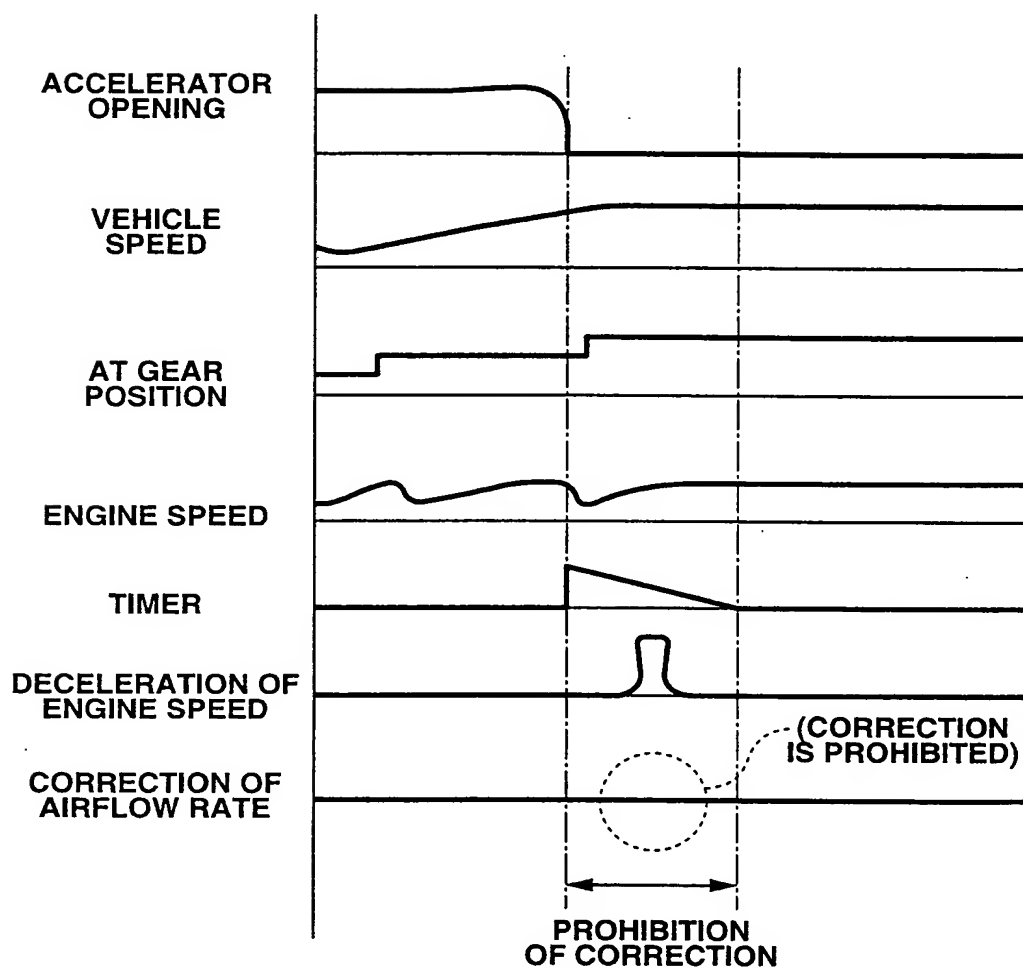 ACCELERATOR
OPENING
VEHICLE
SPEED
AT GEAR
POSITION
ENGINE SPEED
TIMER
DECELERATION OF
ENGINE SPEED
(CORRECTION
IS PROHIBITED)
CORRECTION OF
AIRFLOW RATE
PROHIBITION
OF CORRECTION